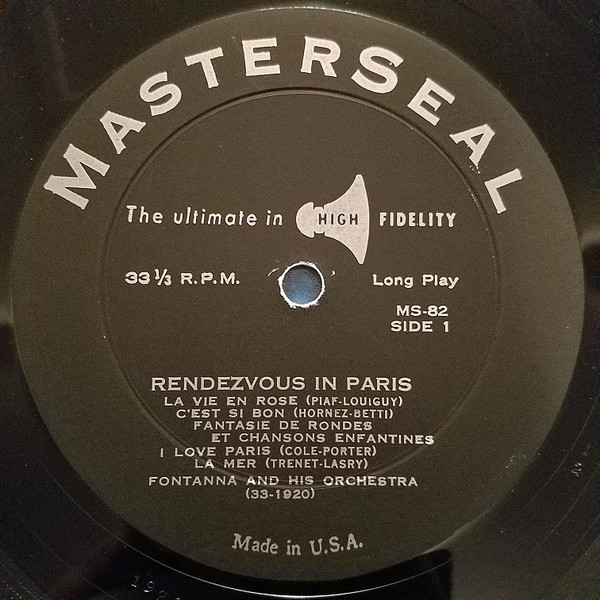 MASTERSEAL
The ultimate in HIGH FIDELITY
33 1/3 R.P.M. Long Play
MS-82
SIDE 1
RENDEZVOUS IN PARIS
LA VIE EN ROSE (PIAF-LOUIGUY)
C'EST SI BON (HORNEZ-BETTI)
FANTASIE DE RONDES
ET CHANSONS ENFANTINES
I LOVE PARIS (COLE-PORTER)
LA MER (TRENET-LASRY)
FONTANNA AND HIS ORCHESTRA
(33-1920)
Made in U.S.A.